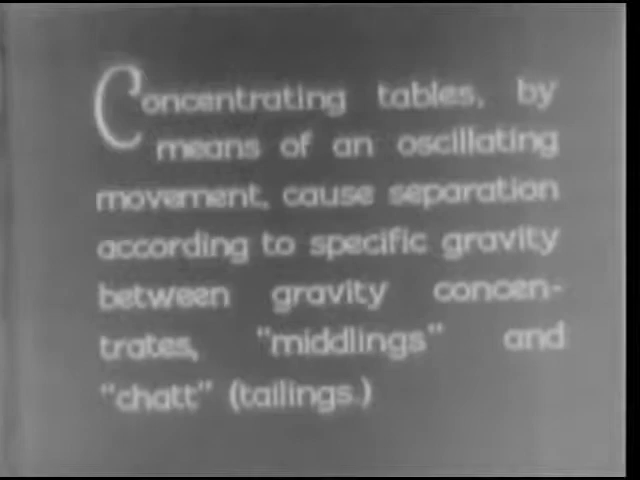 Concentrating tables, by
means of an oscillating
movement, cause separation
according to specific gravity
between gravity concen-
trates, "middlings" and
"chatt" (tailings.)